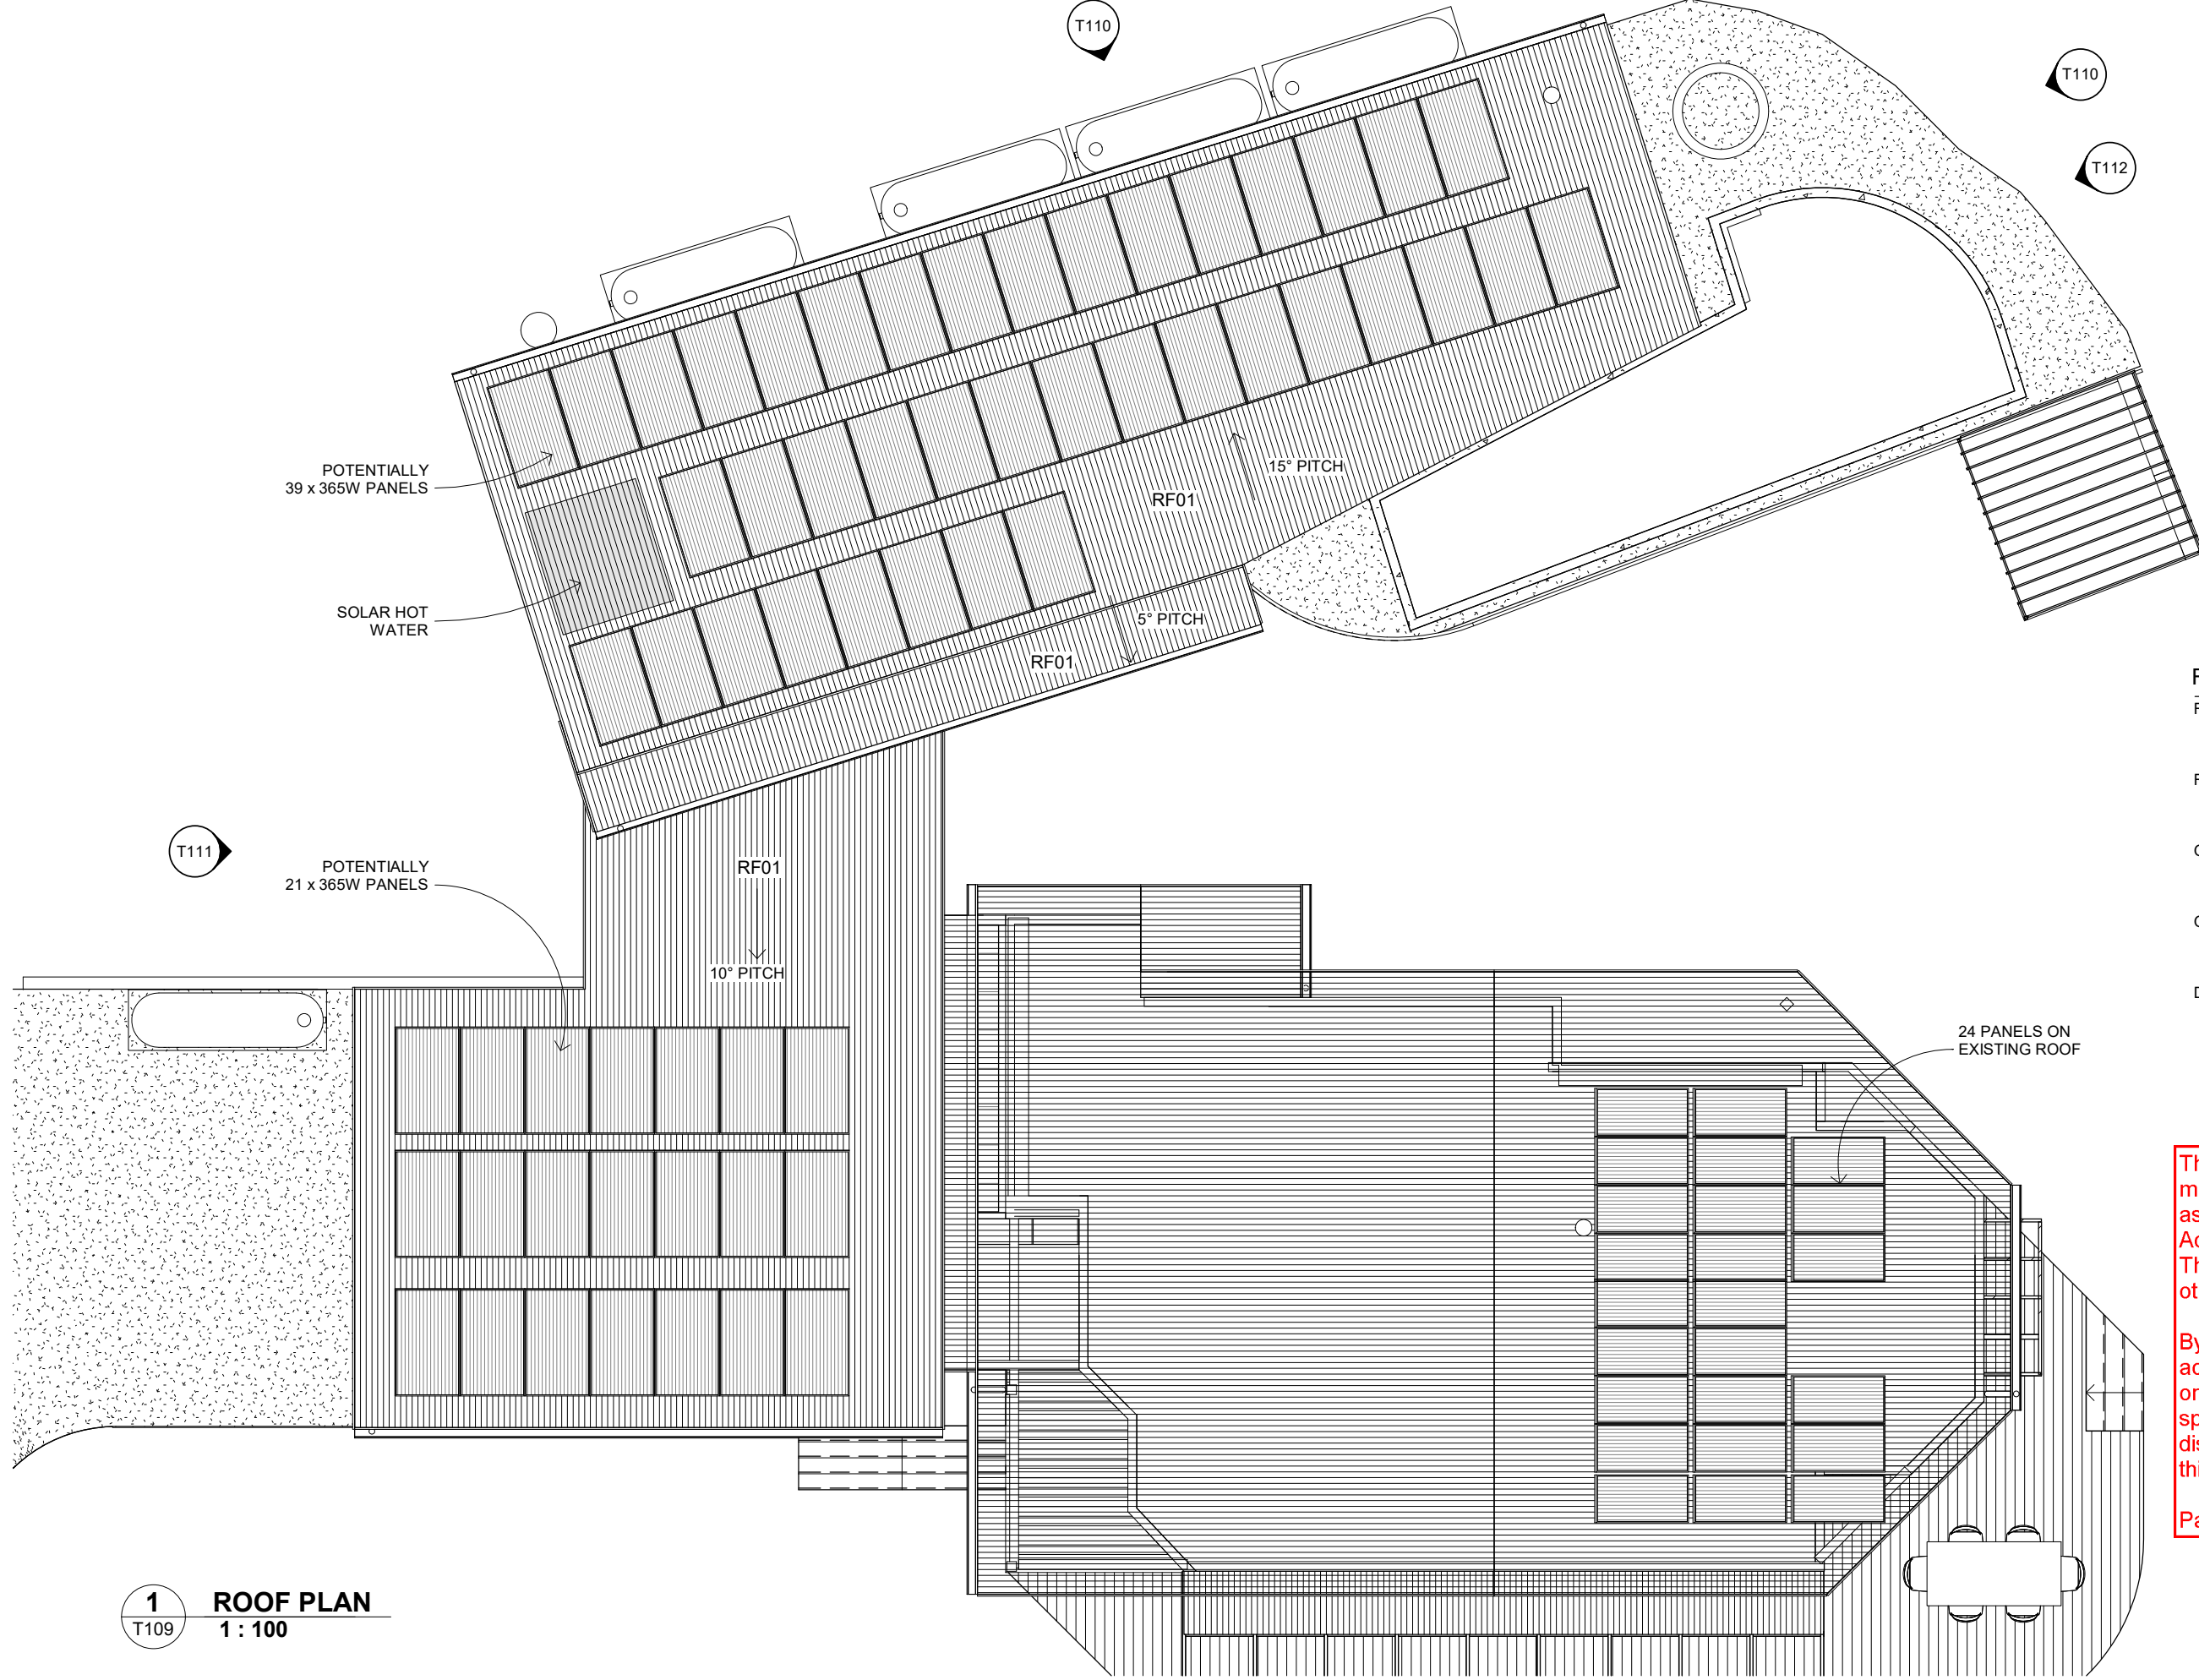 T110
T110
T112
POTENTIALLY
39 x 365W PANELS
15° PITCH
RF01
SOLAR HOT
WATER
5° PITCH
RF01
T111
POTENTIALLY
21 x 365W PANELS
RF01
10° PITCH
24 PANELS ON
EXISTING ROOF
1
T109
ROOF PLAN
1 : 100